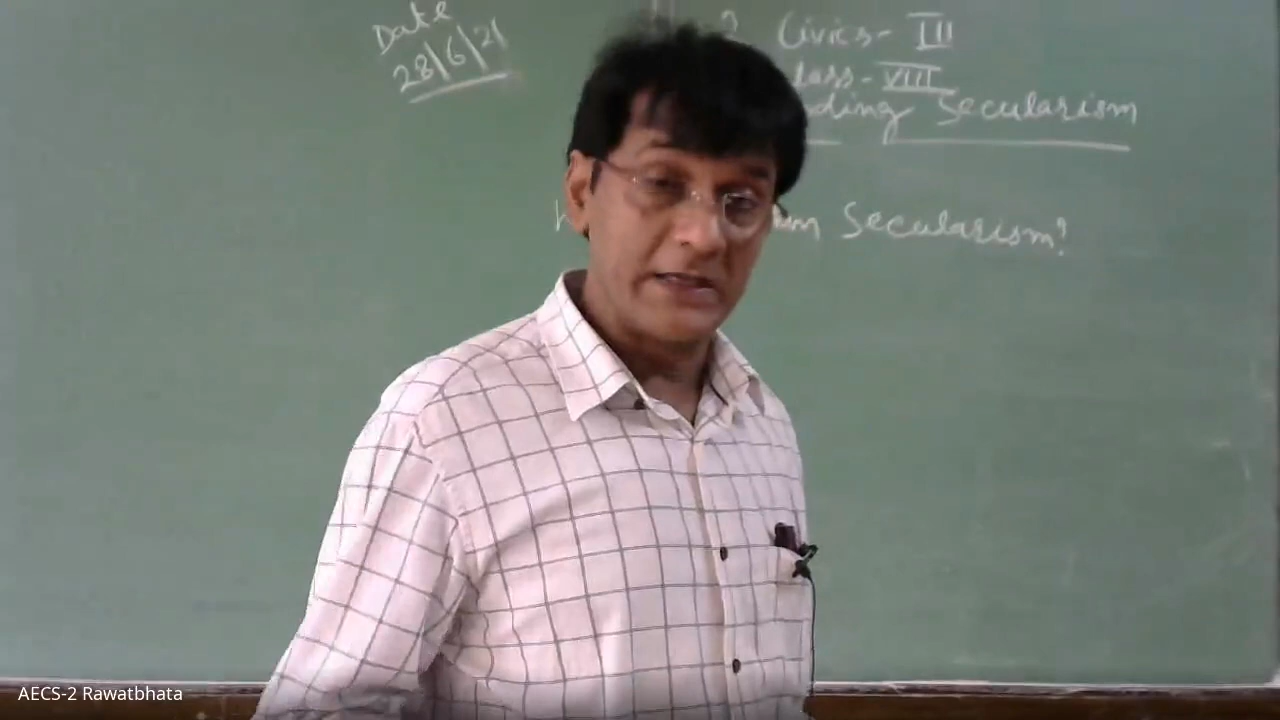 Date
28/6/21
Civics- III
lass - VIII
ding Secularism
Secularism?
AECS-2 Rawatbhata